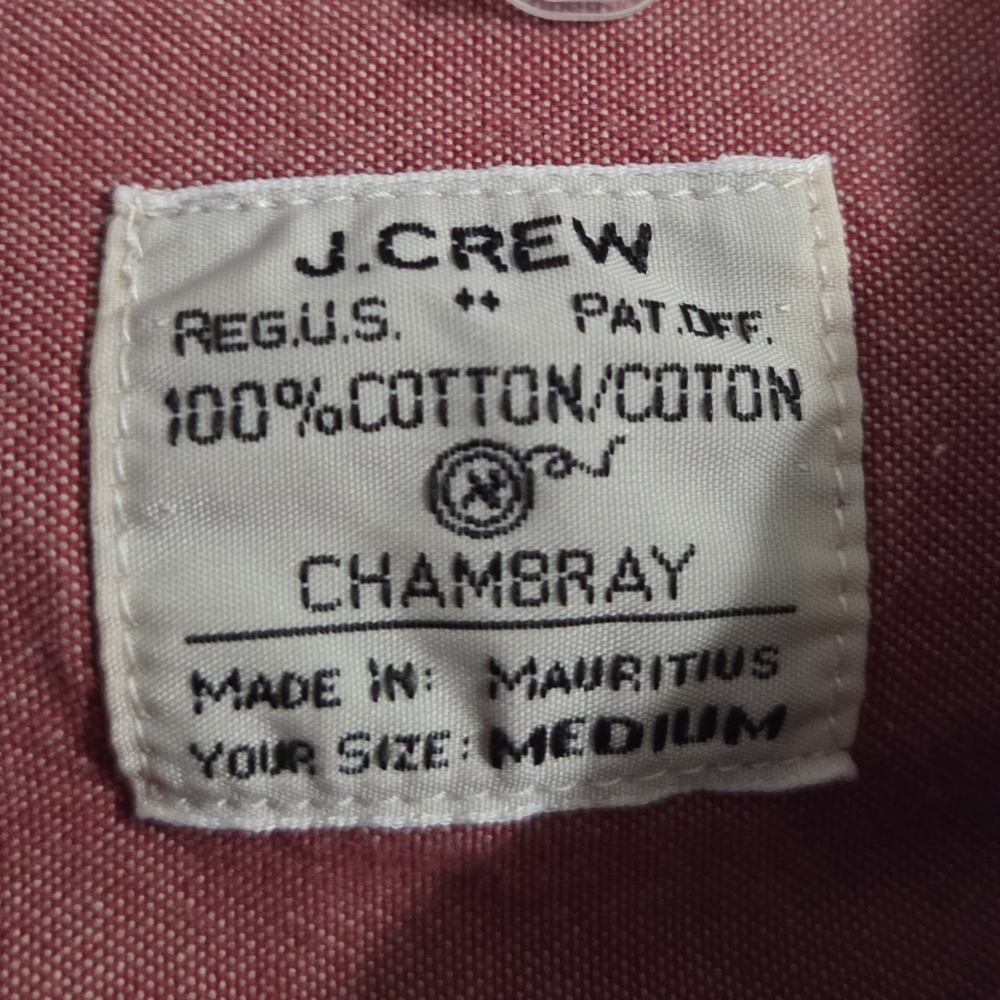 J.CREW
REG.U.S. ++ PAT.OFF.
100%COTTON/COTON
CHAMBRAY
MADE IN: MAURITIUS
YOUR SIZE: MEDIUM